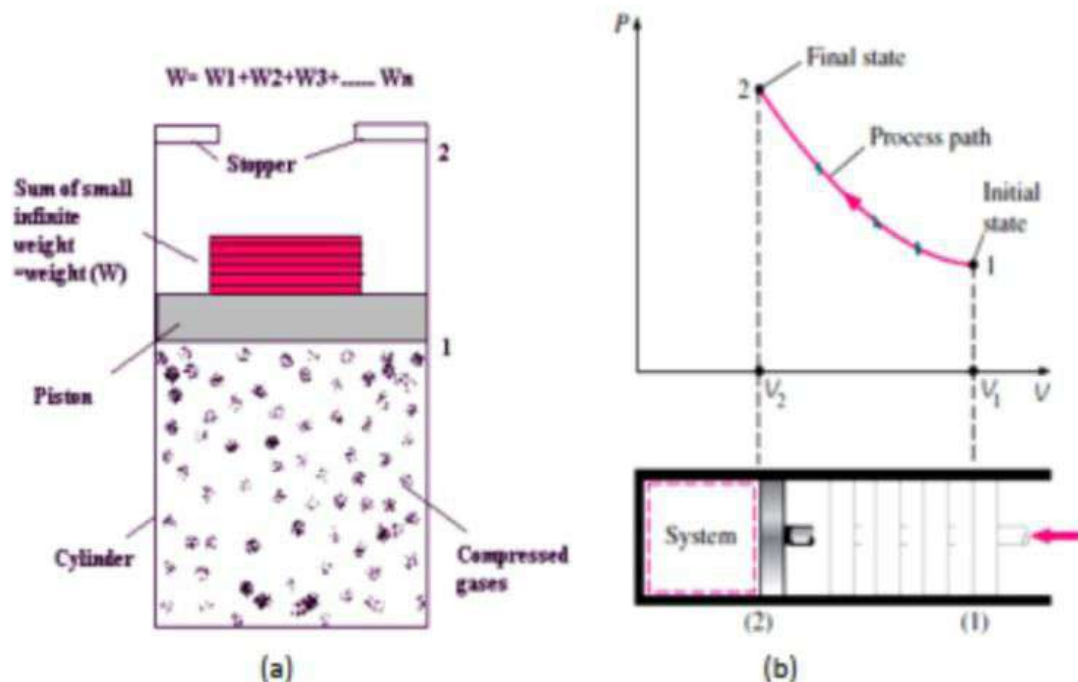 W= W1+W2+W3+...... Wn
Stopper
2
Sum of small
infinite
weight
=weight (W)
1
Piston
Cylinder
Compressed
gases
(a)
P
Final state
2
Process path
Initial
state
1
V₂
V₁
V
System
(2)
(1)
(b)